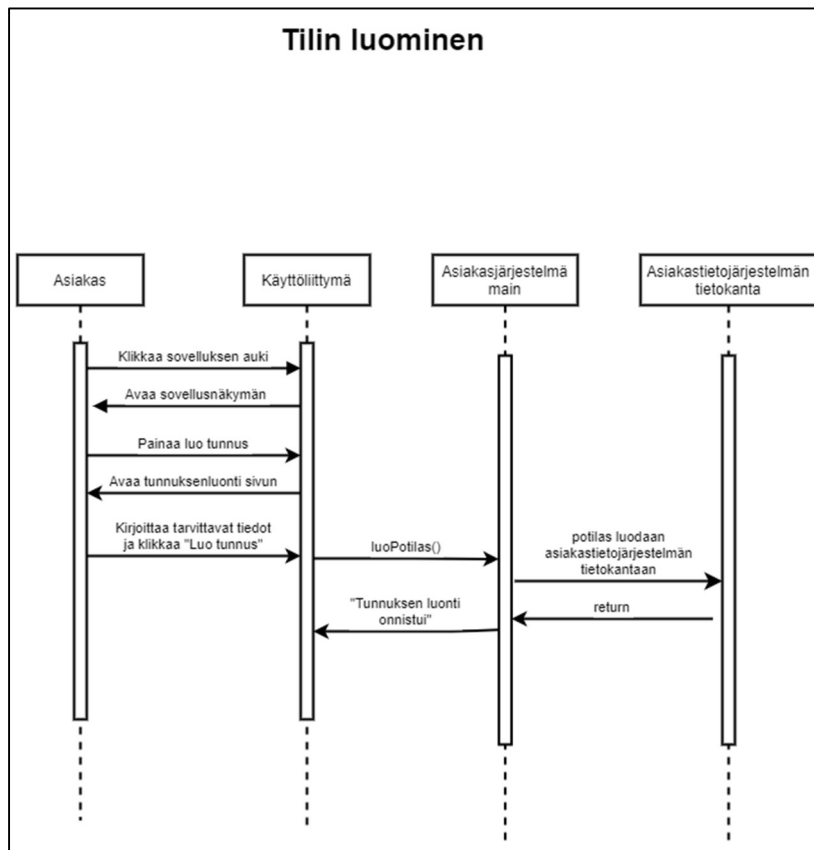 Tilin luominen
Asiakas
Käyttöliittymä
Asiakasjärjestelmä
main
Asiakastietojärjestelmän
tietokanta
Klikkaa sovelluksen auki
Avaa sovellusnäkymän
Painaa luo tunnus
Avaa tunnuksenluonti sivun
Kirjoittaa tarvittavat tiedot
ja klikkaa "Luo tunnus"
luoPotilas()
potilas luodaan
asiakastietojärjestelmän
tietokantaan
return
"Tunnuksen luonti
onnistui"